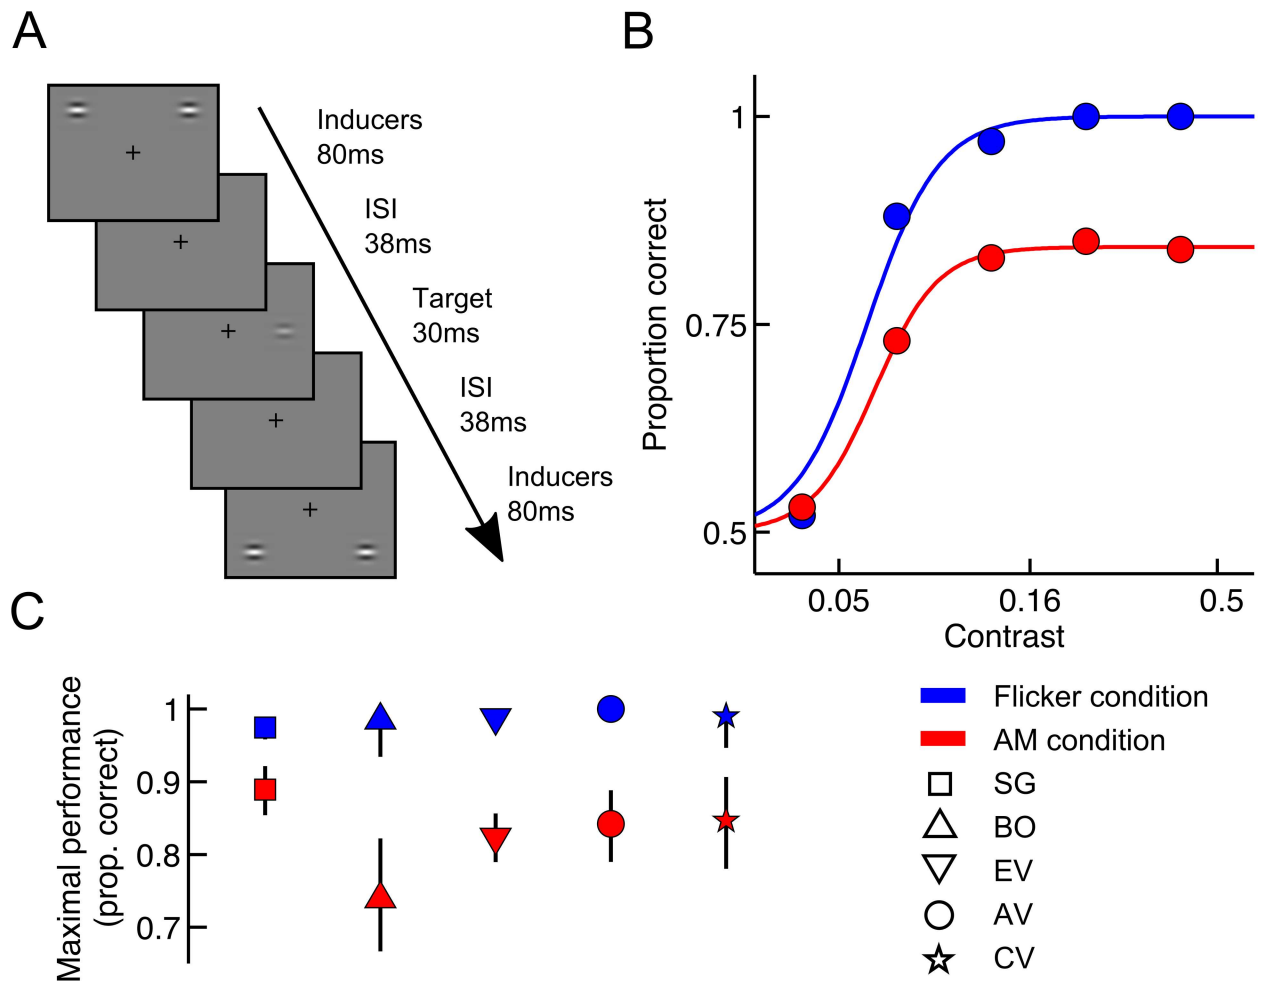 A
Inducers
80ms
ISI
38ms
Target
30ms
ISI
38ms
Inducers
80ms
B
Proportion correct
1
0.75
0.5
0.05
0.16
0.5
Contrast
C
Maximal performance
(prop. correct)
1
0.9
0.8
0.7
Flicker condition
AM condition
SG
BO
EV
AV
CV